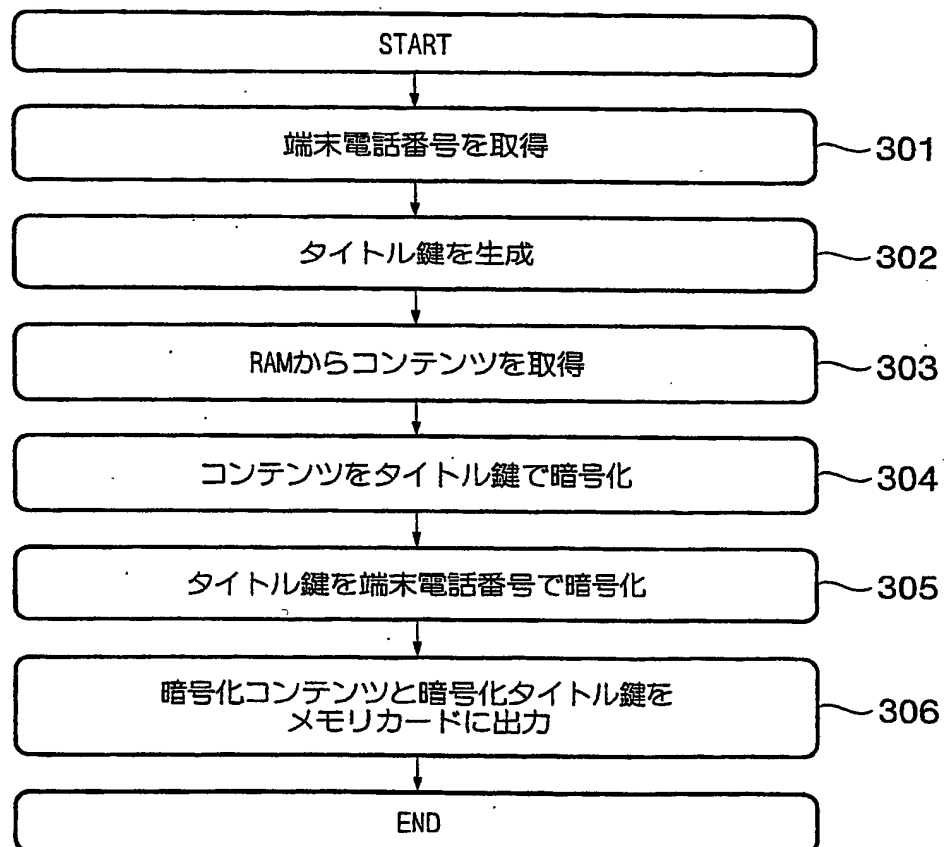 START
端末電話番号を取得
301
タイトル鍵を生成
302
RAMからコンテンツを取得
303
コンテンツをタイトル鍵で暗号化
304
タイトル鍵を端末電話番号で暗号化
305
暗号化コンテンツと暗号化タイトル鍵を
メモリカードに出力
306
END